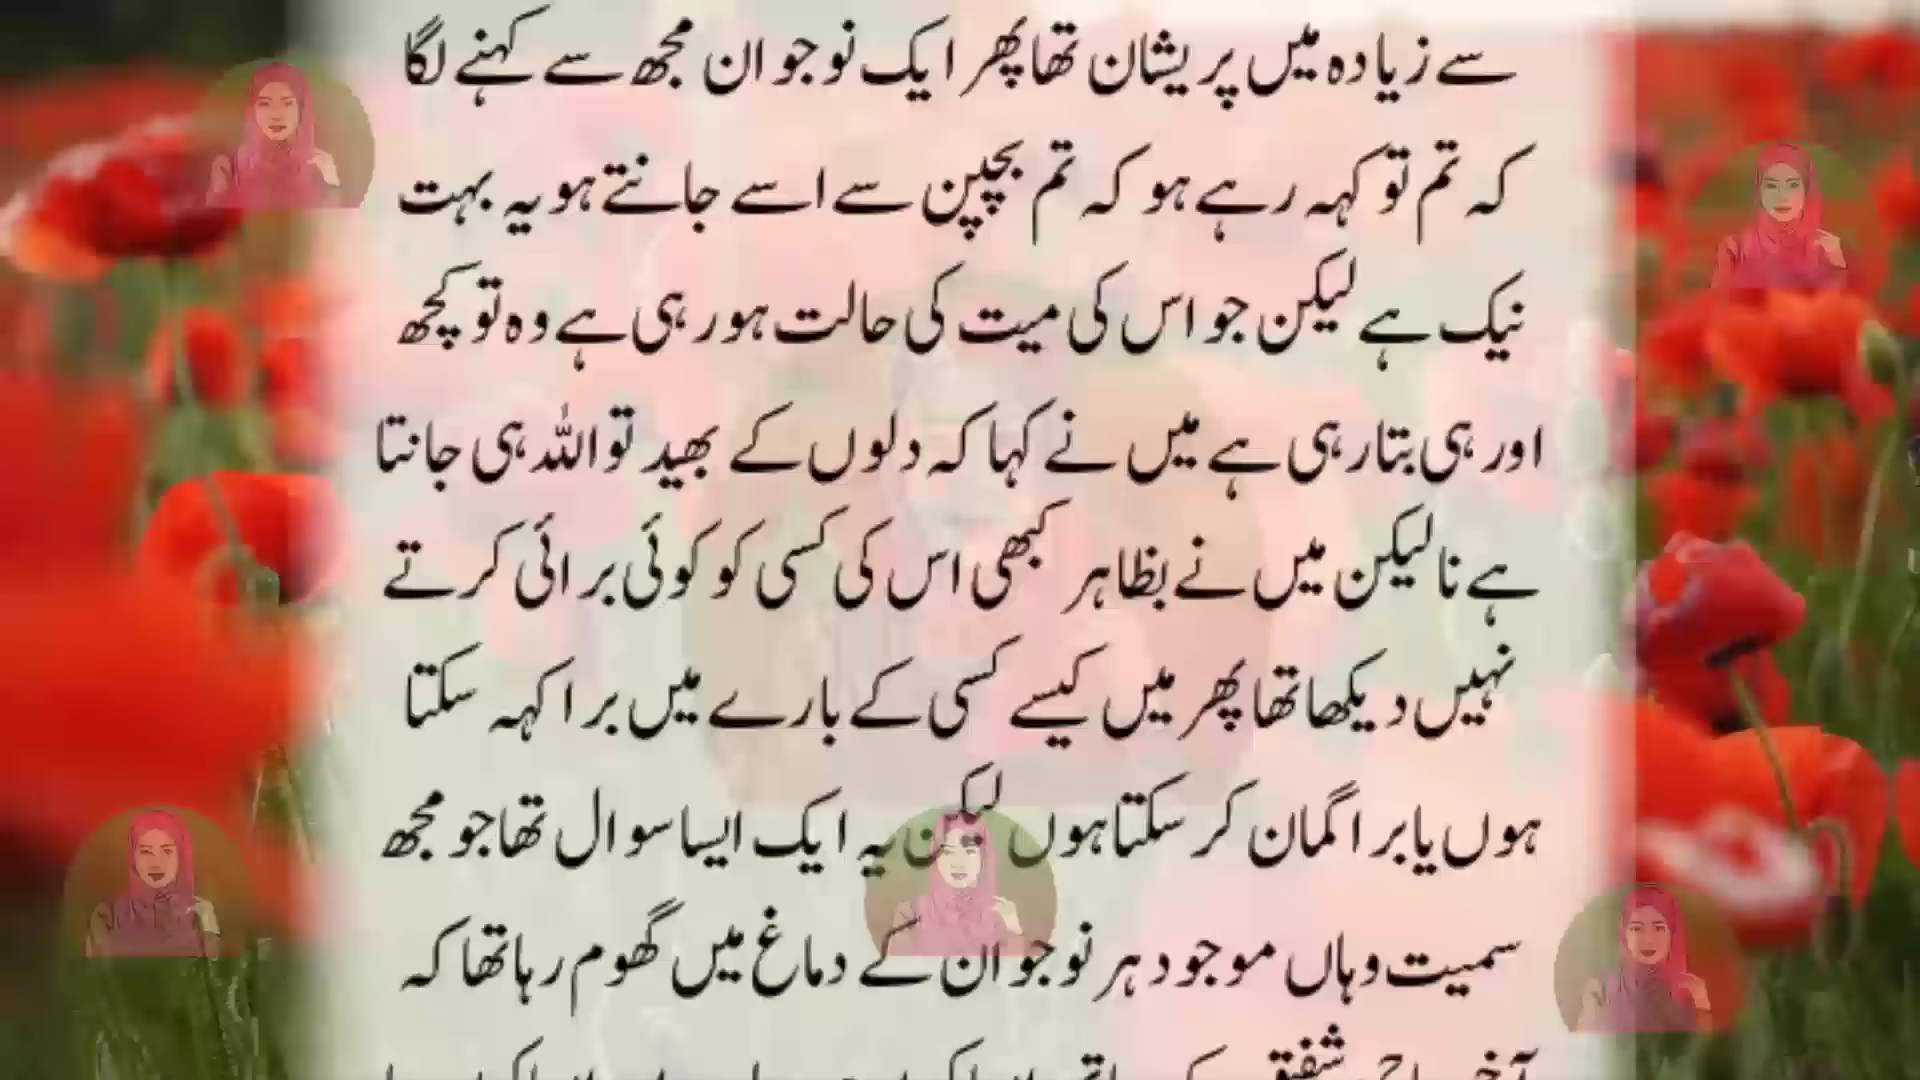 سے زیادہ میں پریشان تھا پھر ایک نوجوان مجھ سے کہنے لگا
کہ تم تو کہہ رہے ہو کہ تم بچپن سے اسے جانتے ہو یہ بہت
نیک ہے لیکن جو اس کی میت کی حالت ہو رہی ہے وہ تو کچھ
اور ہی بتا رہی ہے میں نے کہا کہ دلوں کے بھید تو اللہ ہی جانتا
ہے نا لیکن میں نے بظاہر کبھی اس کی کسی کو کوئی برائی کرتے
نہیں دیکھا تھا پھر میں کیسے کسی کے بارے میں برا کہہ سکتا
ہوں یا برا گمان کر سکتا ہوں لیکن یہ ایک ایسا سوال تھا جو مجھ
سمیت وہاں موجود ہر نوجوان کے دماغ میں گھوم رہا تھا کہ